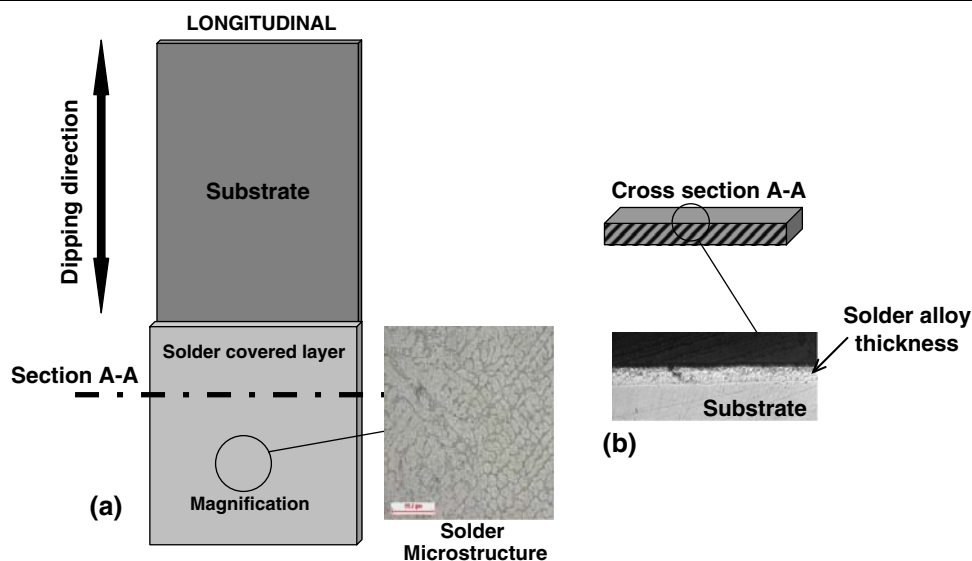 LONGITUDINAL
Dipping direction
Substrate
Solder covered layer
Section A-A
Magnification
(a)
Solder
Microstructure
Cross section A-A
Solder alloy
thickness
Substrate
(b)